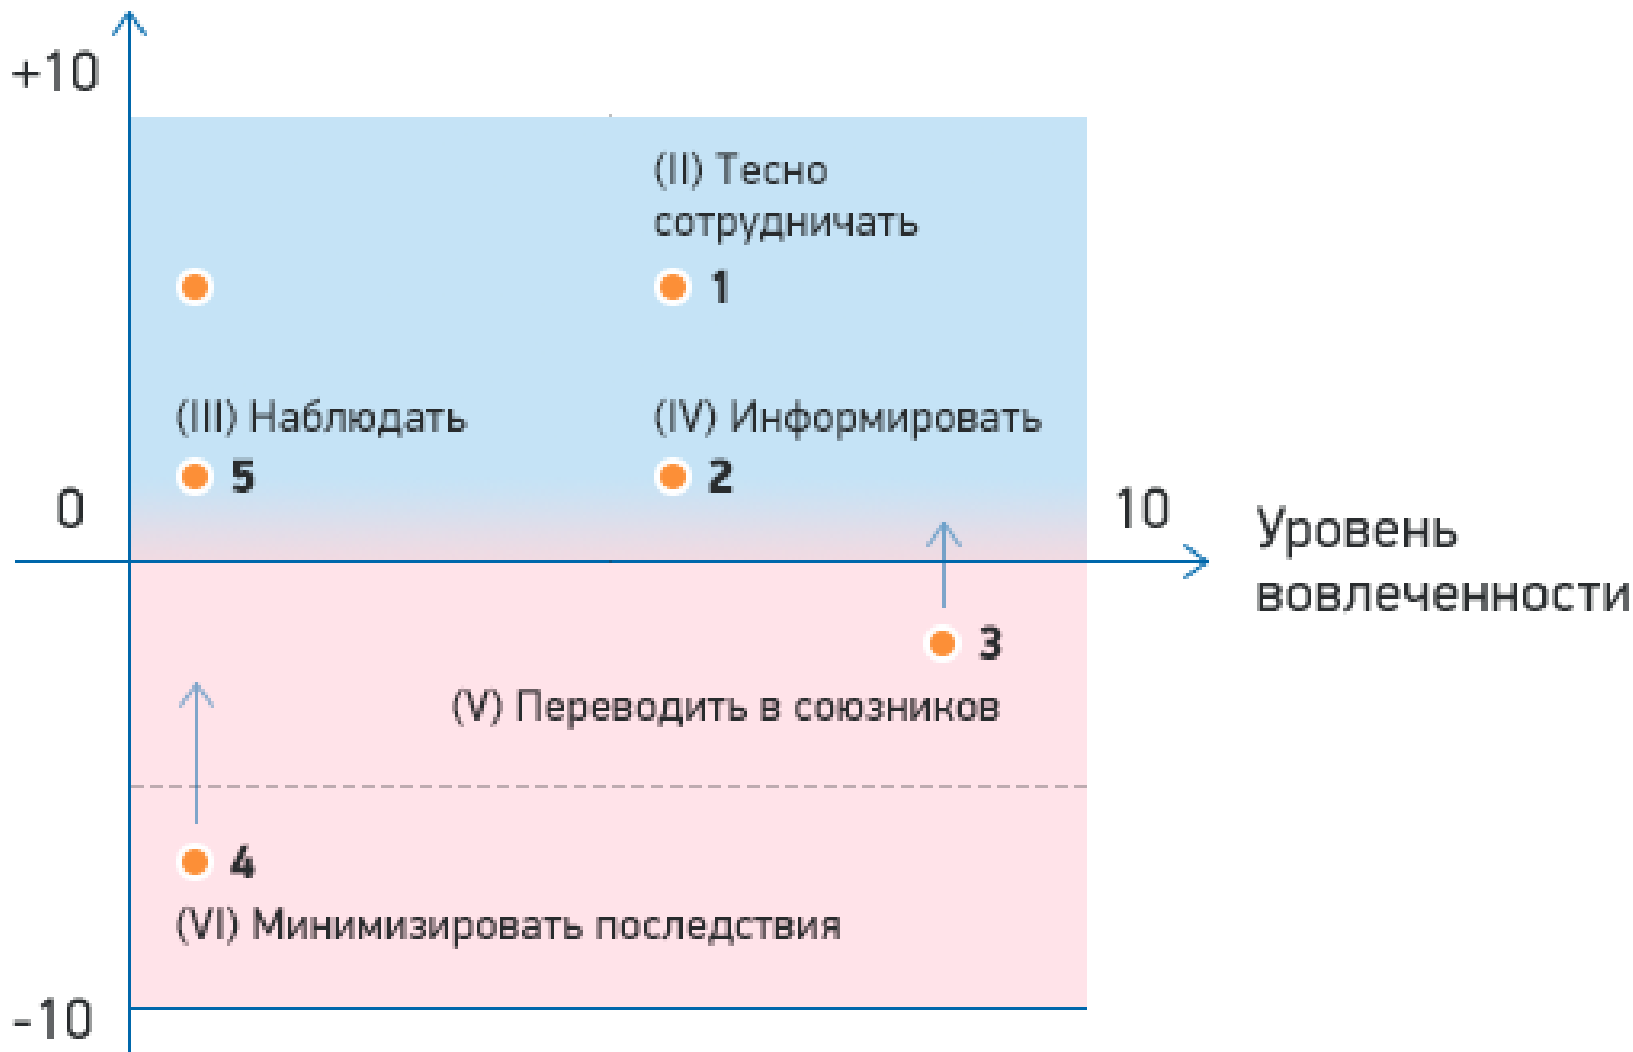 +10
(II) Тесно
сотрудничать
1
(III) Наблюдать
(IV) Информировать
5
2
0
10
Уровень
вовлеченности
3
(V) Переводить в союзников
4
(VI) Минимизировать последствия
-10